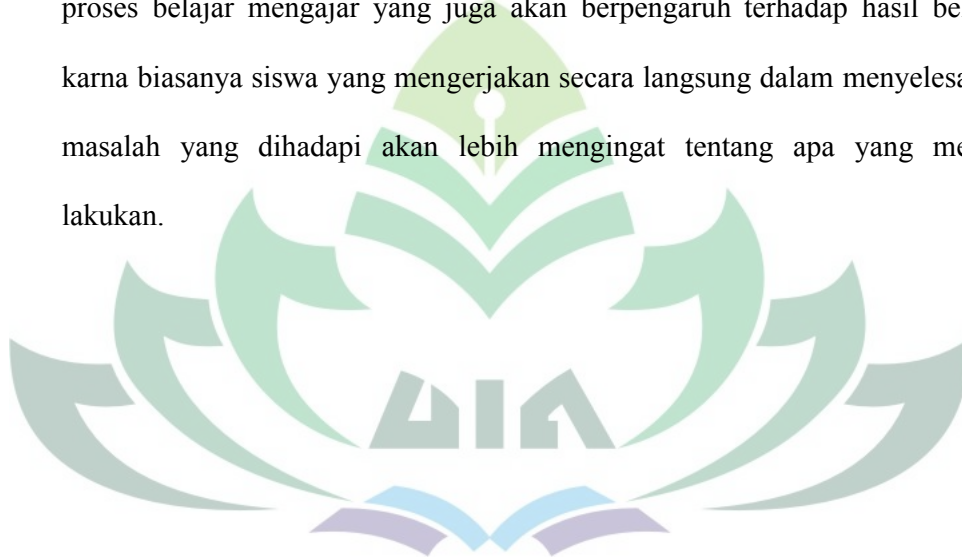 proses belajar mengajar yang juga akan berpengaruh terhadap hasil be
karna biasanya siswa yang mengerjakan secara langsung dalam menyelesa
masalah yang dihadapi akan lebih mengingat tentang apa yang me
lakukan.
UIN